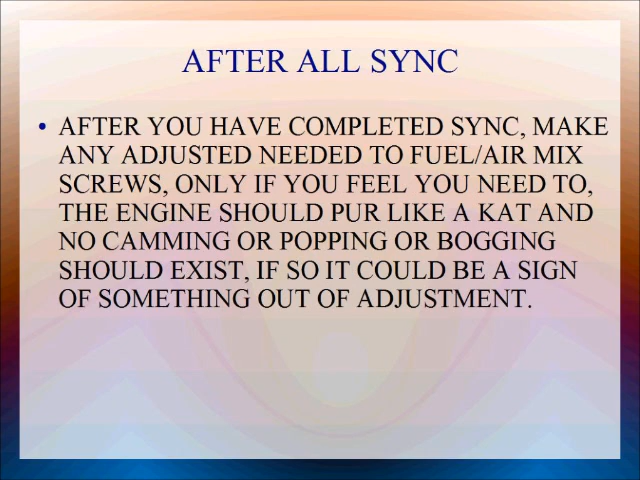 AFTER ALL SYNC
• AFTER YOU HAVE COMPLETED SYNC, MAKE
ANY ADJUSTED NEEDED TO FUEL/AIR MIX
SCREWS, ONLY IF YOU FEEL YOU NEED TO,
THE ENGINE SHOULD PUR LIKE A KAT AND
NO CAMMING OR POPPING OR BOGGING
SHOULD EXIST, IF SO IT COULD BE A SIGN
OF SOMETHING OUT OF ADJUSTMENT.